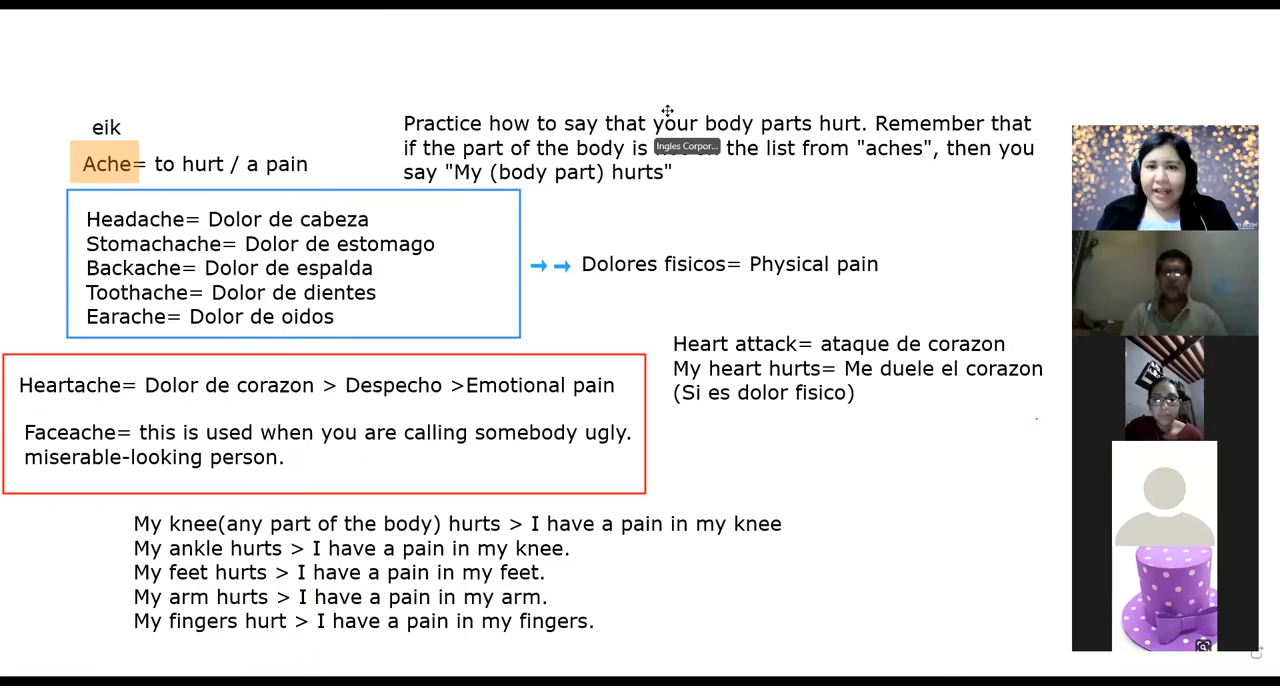 eik
Ache= to hurt / a pain
Headache= Dolor de cabeza
Stomachache= Dolor de estomago
Backache= Dolor de espalda
Toothache= Dolor de dientes
Earache= Dolor de oidos
Practice how to say that your body parts hurt. Remember that
if the part of the body is the list from "aches", then you
say "My (body part) hurts"
Ingles Corpor...
Dolores fisicos= Physical pain
Heartache= Dolor de corazon > Despecho >Emotional pain
Faceache= this is used when you are calling somebody ugly.
miserable-looking person.
Heart attack= ataque de corazon
My heart hurts= Me duele el corazon
(Si es dolor fisico)
My knee(any part of the body) hurts > I have a pain in my knee
My ankle hurts > I have a pain in my knee.
My feet hurts > I have a pain in my feet.
My arm hurts > I have a pain in my arm.
My fingers hurt > I have a pain in my fingers.